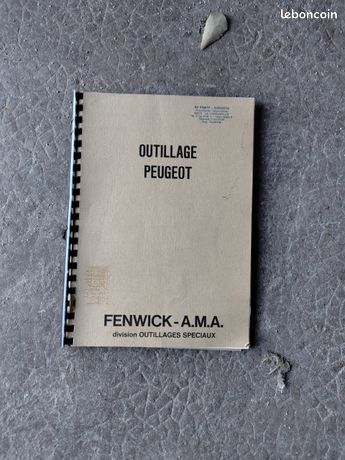 leboncoin
OUTILLAGE
PEUGEOT
FENWICK - A.M.A.
division OUTILLAGES SPECIAUX